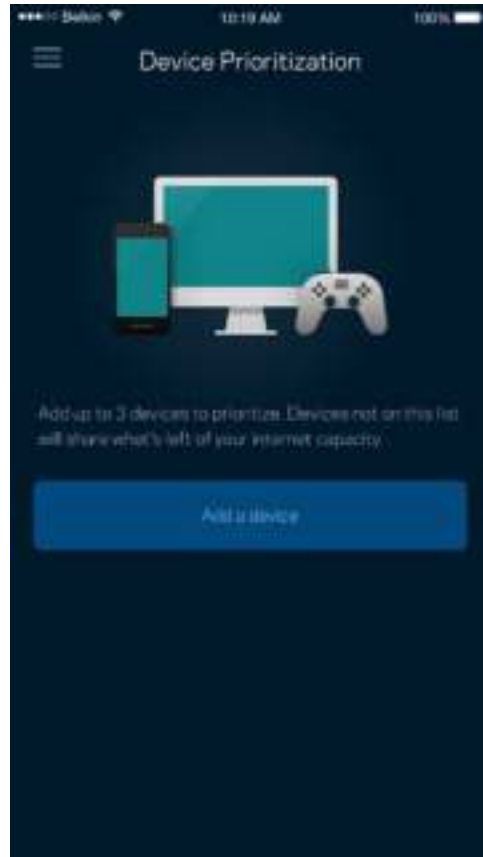 Belkin 10:19 AM 100%
Device Prioritization
Add up to 3 devices to prioritize. Devices not on this list
will share what's left of your internet capacity.
Add a device